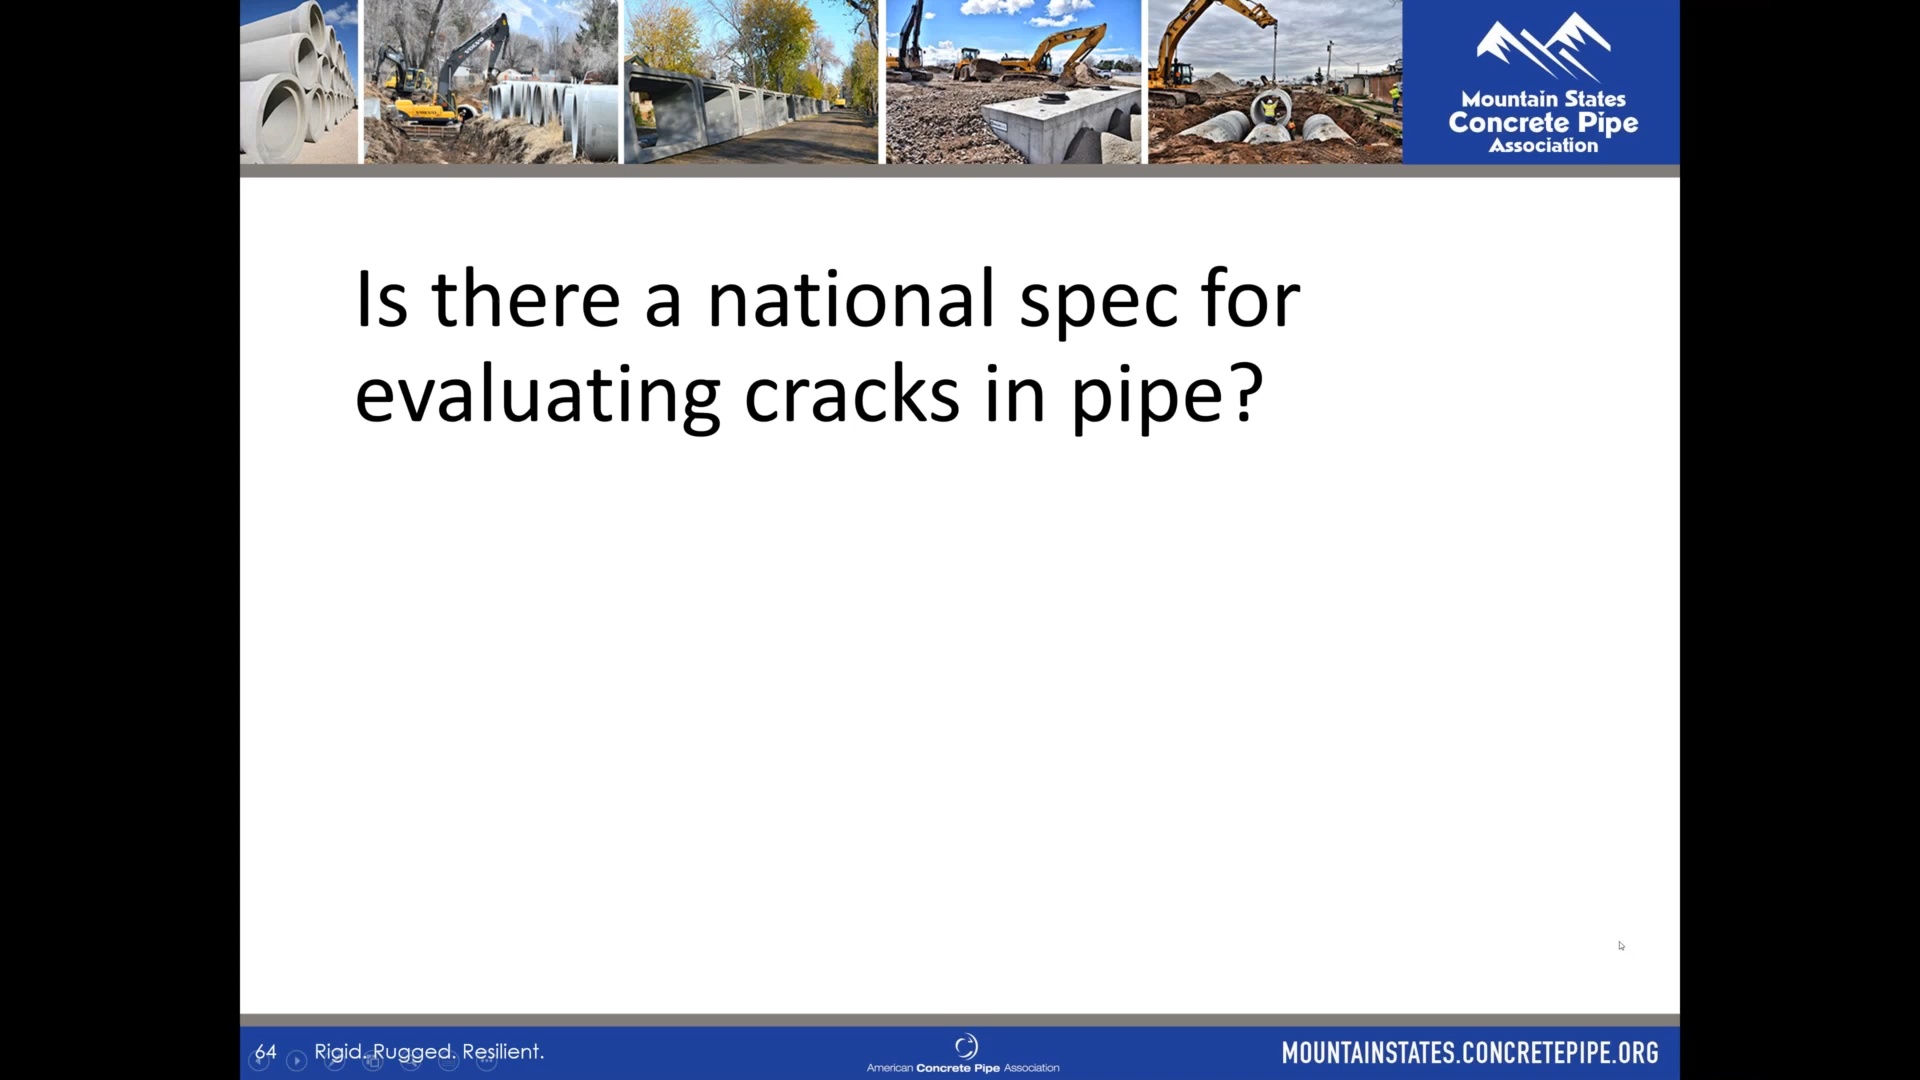 Mountain States
Concrete Pipe
Association
Is there a national spec for
evaluating cracks in pipe?
64
Rigid. Rugged. Resilient.
American Concrete Pipe Association
MOUNTAINSTATES.CONCRETEPIPE.ORG